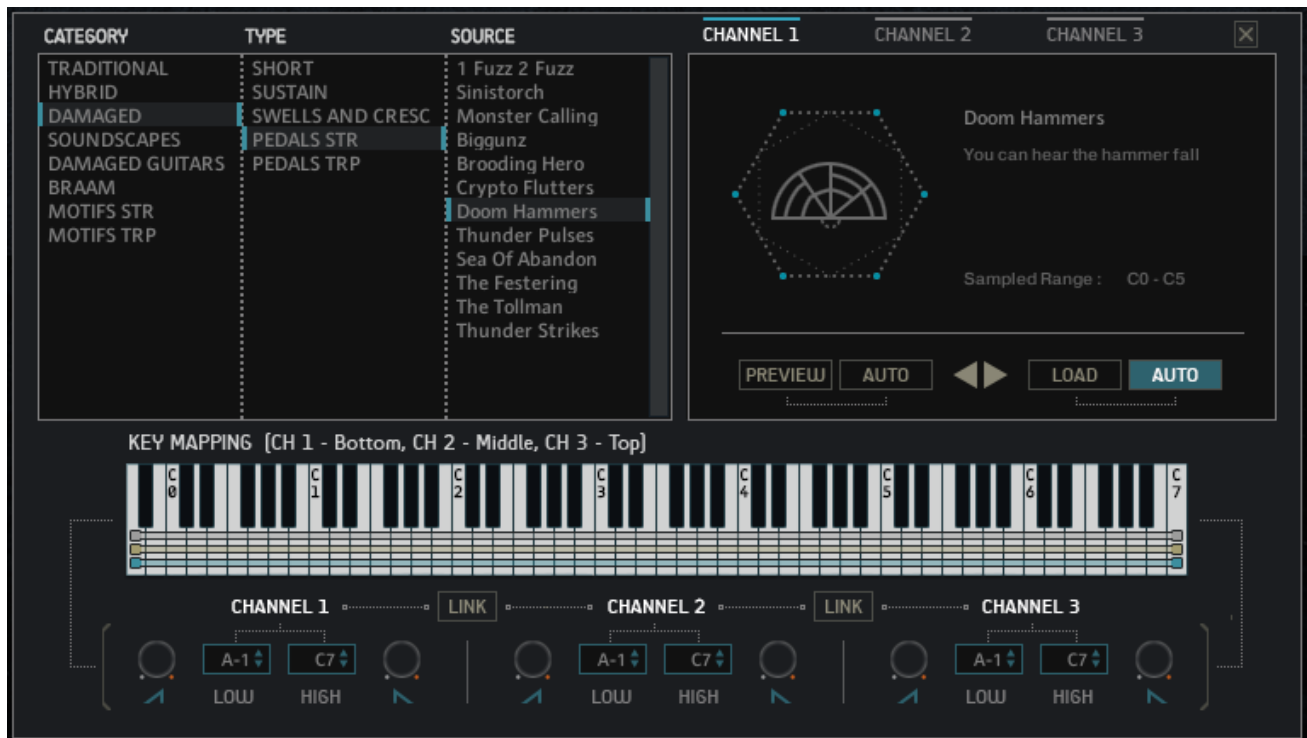 CATEGORY TYPE SOURCE CHANNEL 1 CHANNEL 2 CHANNEL 3
TRADITIONAL
HYBRID
DAMAGED
SOUNDSCAPES
DAMAGED GUITARS
BRAAM
MOTIFS STR
MOTIFS TRP
SHORT
SUSTAIN
SWELLS AND CRESC
PEDALS STR
PEDALS TRP
1 Fuzz 2 Fuzz
Sinistorch
Monster Calling
Biggunz
Brooding Hero
Crypto Flutters
Doom Hammers
Thunder Pulses
Sea Of Abandon
The Festering
The Tollman
Thunder Strikes
Doom Hammers
You can hear the hammer fall
Sampled Range : C0 - C5
PREVIEW AUTO LOAD AUTO
KEY MAPPING [CH 1 - Bottom, CH 2 - Middle, CH 3 - Top]
C0 C1 C2 C3 C4 C5 C6 C7
CHANNEL 1 LINK CHANNEL 2 LINK CHANNEL 3
A-1 C7 A-1 C7 A-1 C7
LOW HIGH LOW HIGH LOW HIGH